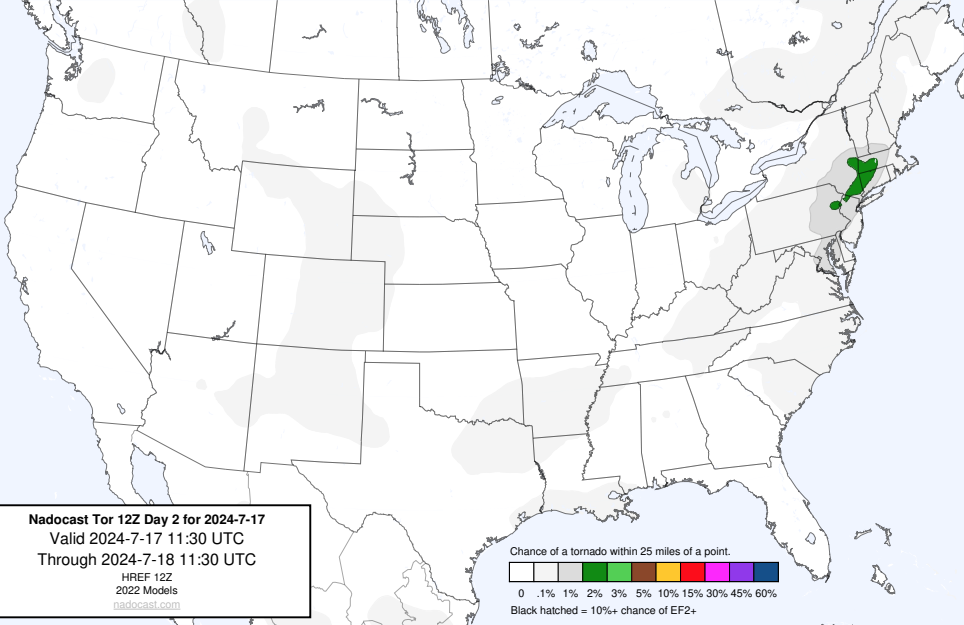 Nadocast Tor 12Z Day 2 for 2024-7-17
Valid 2024-7-17 11:30 UTC
Through 2024-7-18 11:30 UTC
HREF 12Z
2022 Models
nadocast.com
Chance of a tornado within 25 miles of a point.
0 .1% 1% 2% 3% 5% 10% 15% 30% 45% 60%
Black hatched = 10%+ chance of EF2+